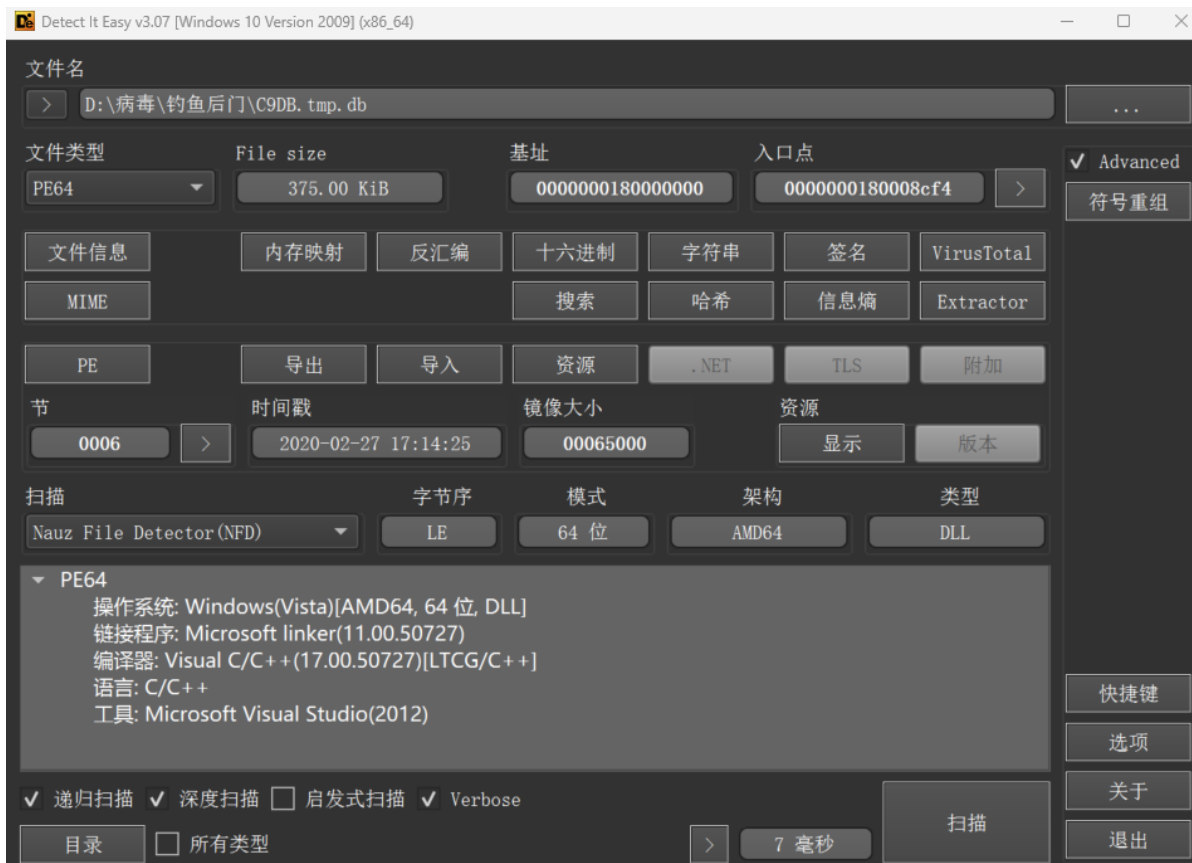 Detect It Easy v3.07 [Windows 10 Version 2009] (x86_64)
文件名
> D:\病毒\钓鱼后门\C9DB.tmp.db ...
文件类型 File size 基址 入口点 Advanced
PE64 375.00 KiB 0000000180000000 0000000180008cf4 > 符号重组
文件信息 内存映射 反汇编 十六进制 字符串 签名 VirusTotal
MIME 搜索 哈希 信息熵 Extractor
PE 导出 导入 资源 .NET TLS 附加
节 时间戳 镜像大小 资源
0006 > 2020-02-27 17:14:25 00065000 显示 版本
扫描 字节序 模式 架构 类型
Nauz File Detector(NFD) LE 64 位 AMD64 DLL
PE64
操作系统: Windows(Vista)[AMD64, 64 位, DLL]
链接程序: Microsoft linker(11.00.50727)
编译器: Visual C/C++(17.00.50727)[LTCG/C++]
语言: C/C++
工具: Microsoft Visual Studio(2012)
快捷键
选项
递归扫描 深度扫描 启发式扫描 Verbose 扫描 关于
目录 所有类型 > 7 毫秒 退出